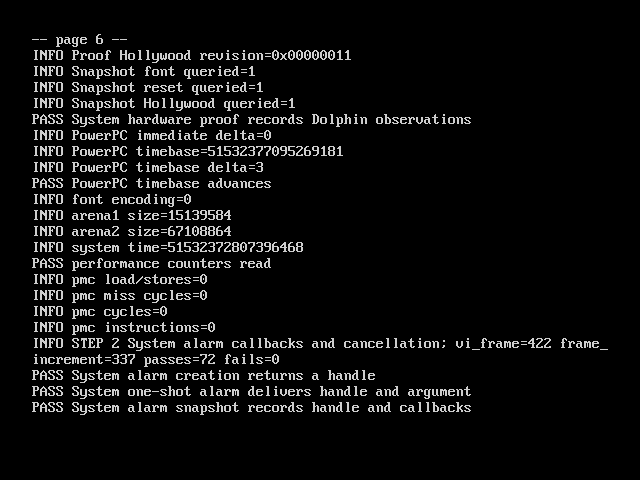 -- page 6 --
INFO Proof Hollywood revision=0x00000011
INFO Snapshot font queried=1
INFO Snapshot reset queried=1
INFO Snapshot Hollywood queried=1
PASS System hardware proof records Dolphin observations
INFO PowerPC immediate delta=0
INFO PowerPC timebase=51532377095269181
INFO PowerPC timebase delta=3
PASS PowerPC timebase advances
INFO font encoding=0
INFO arena1 size=15139584
INFO arena2 size=67108864
INFO system time=51532372807396468
PASS performance counters read
INFO pmc load/stores=0
INFO pmc miss cycles=0
INFO pmc cycles=0
INFO pmc instructions=0
INFO STEP 2 System alarm callbacks and cancellation; vi_frame=422 frame_
increment=337 passes=72 fails=0
PASS System alarm creation returns a handle
PASS System one-shot alarm delivers handle and argument
PASS System alarm snapshot records handle and callbacks